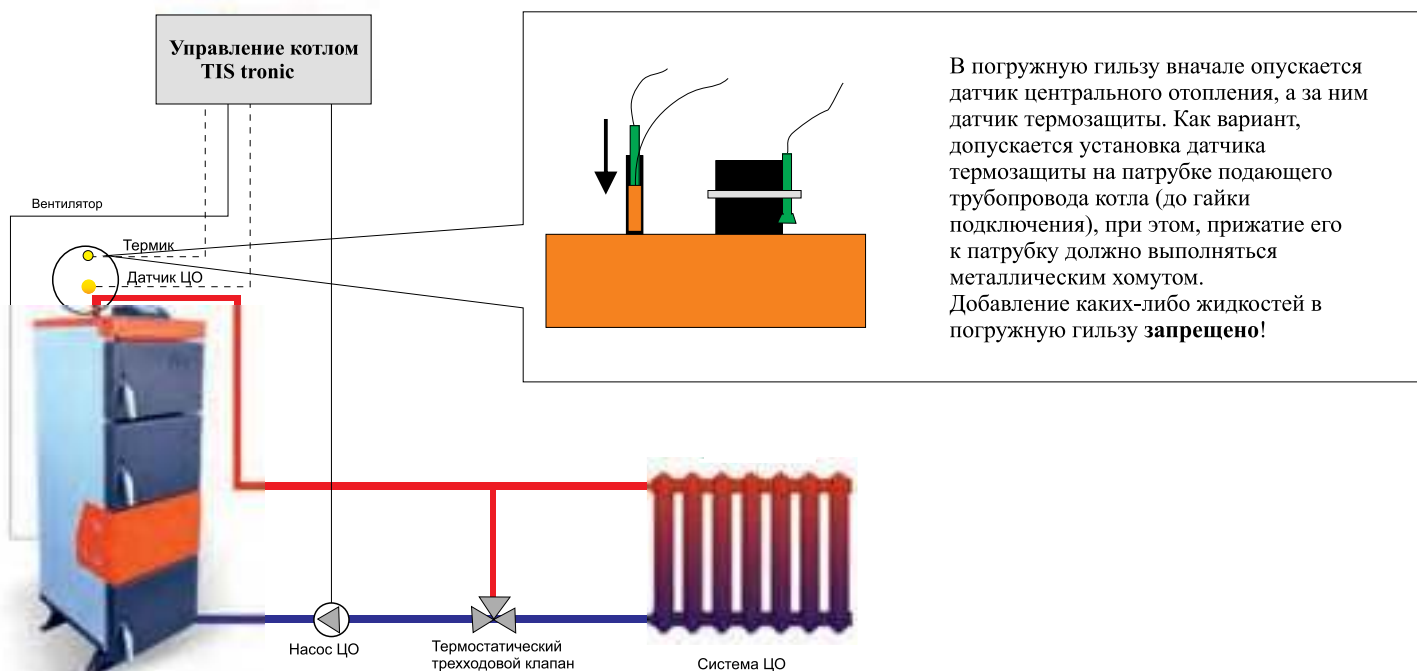 Управление котлом
TIS tronic
В погружную гильзу вначале опускается
датчик центрального отопления, а за ним
датчик термозащиты. Как вариант,
допускается установка датчика
термозащиты на патрубке подающего
трубопровода котла (до гайки
подключения), при этом, прижатие его
к патрубку должно выполняться
металлическим хомутом.
Добавление каких-либо жидкостей в
погружную гильзу запрещено!
Вентилятор
Термик
Датчик ЦО
Насос ЦО
Термостатический
трехходовой клапан
Система ЦО